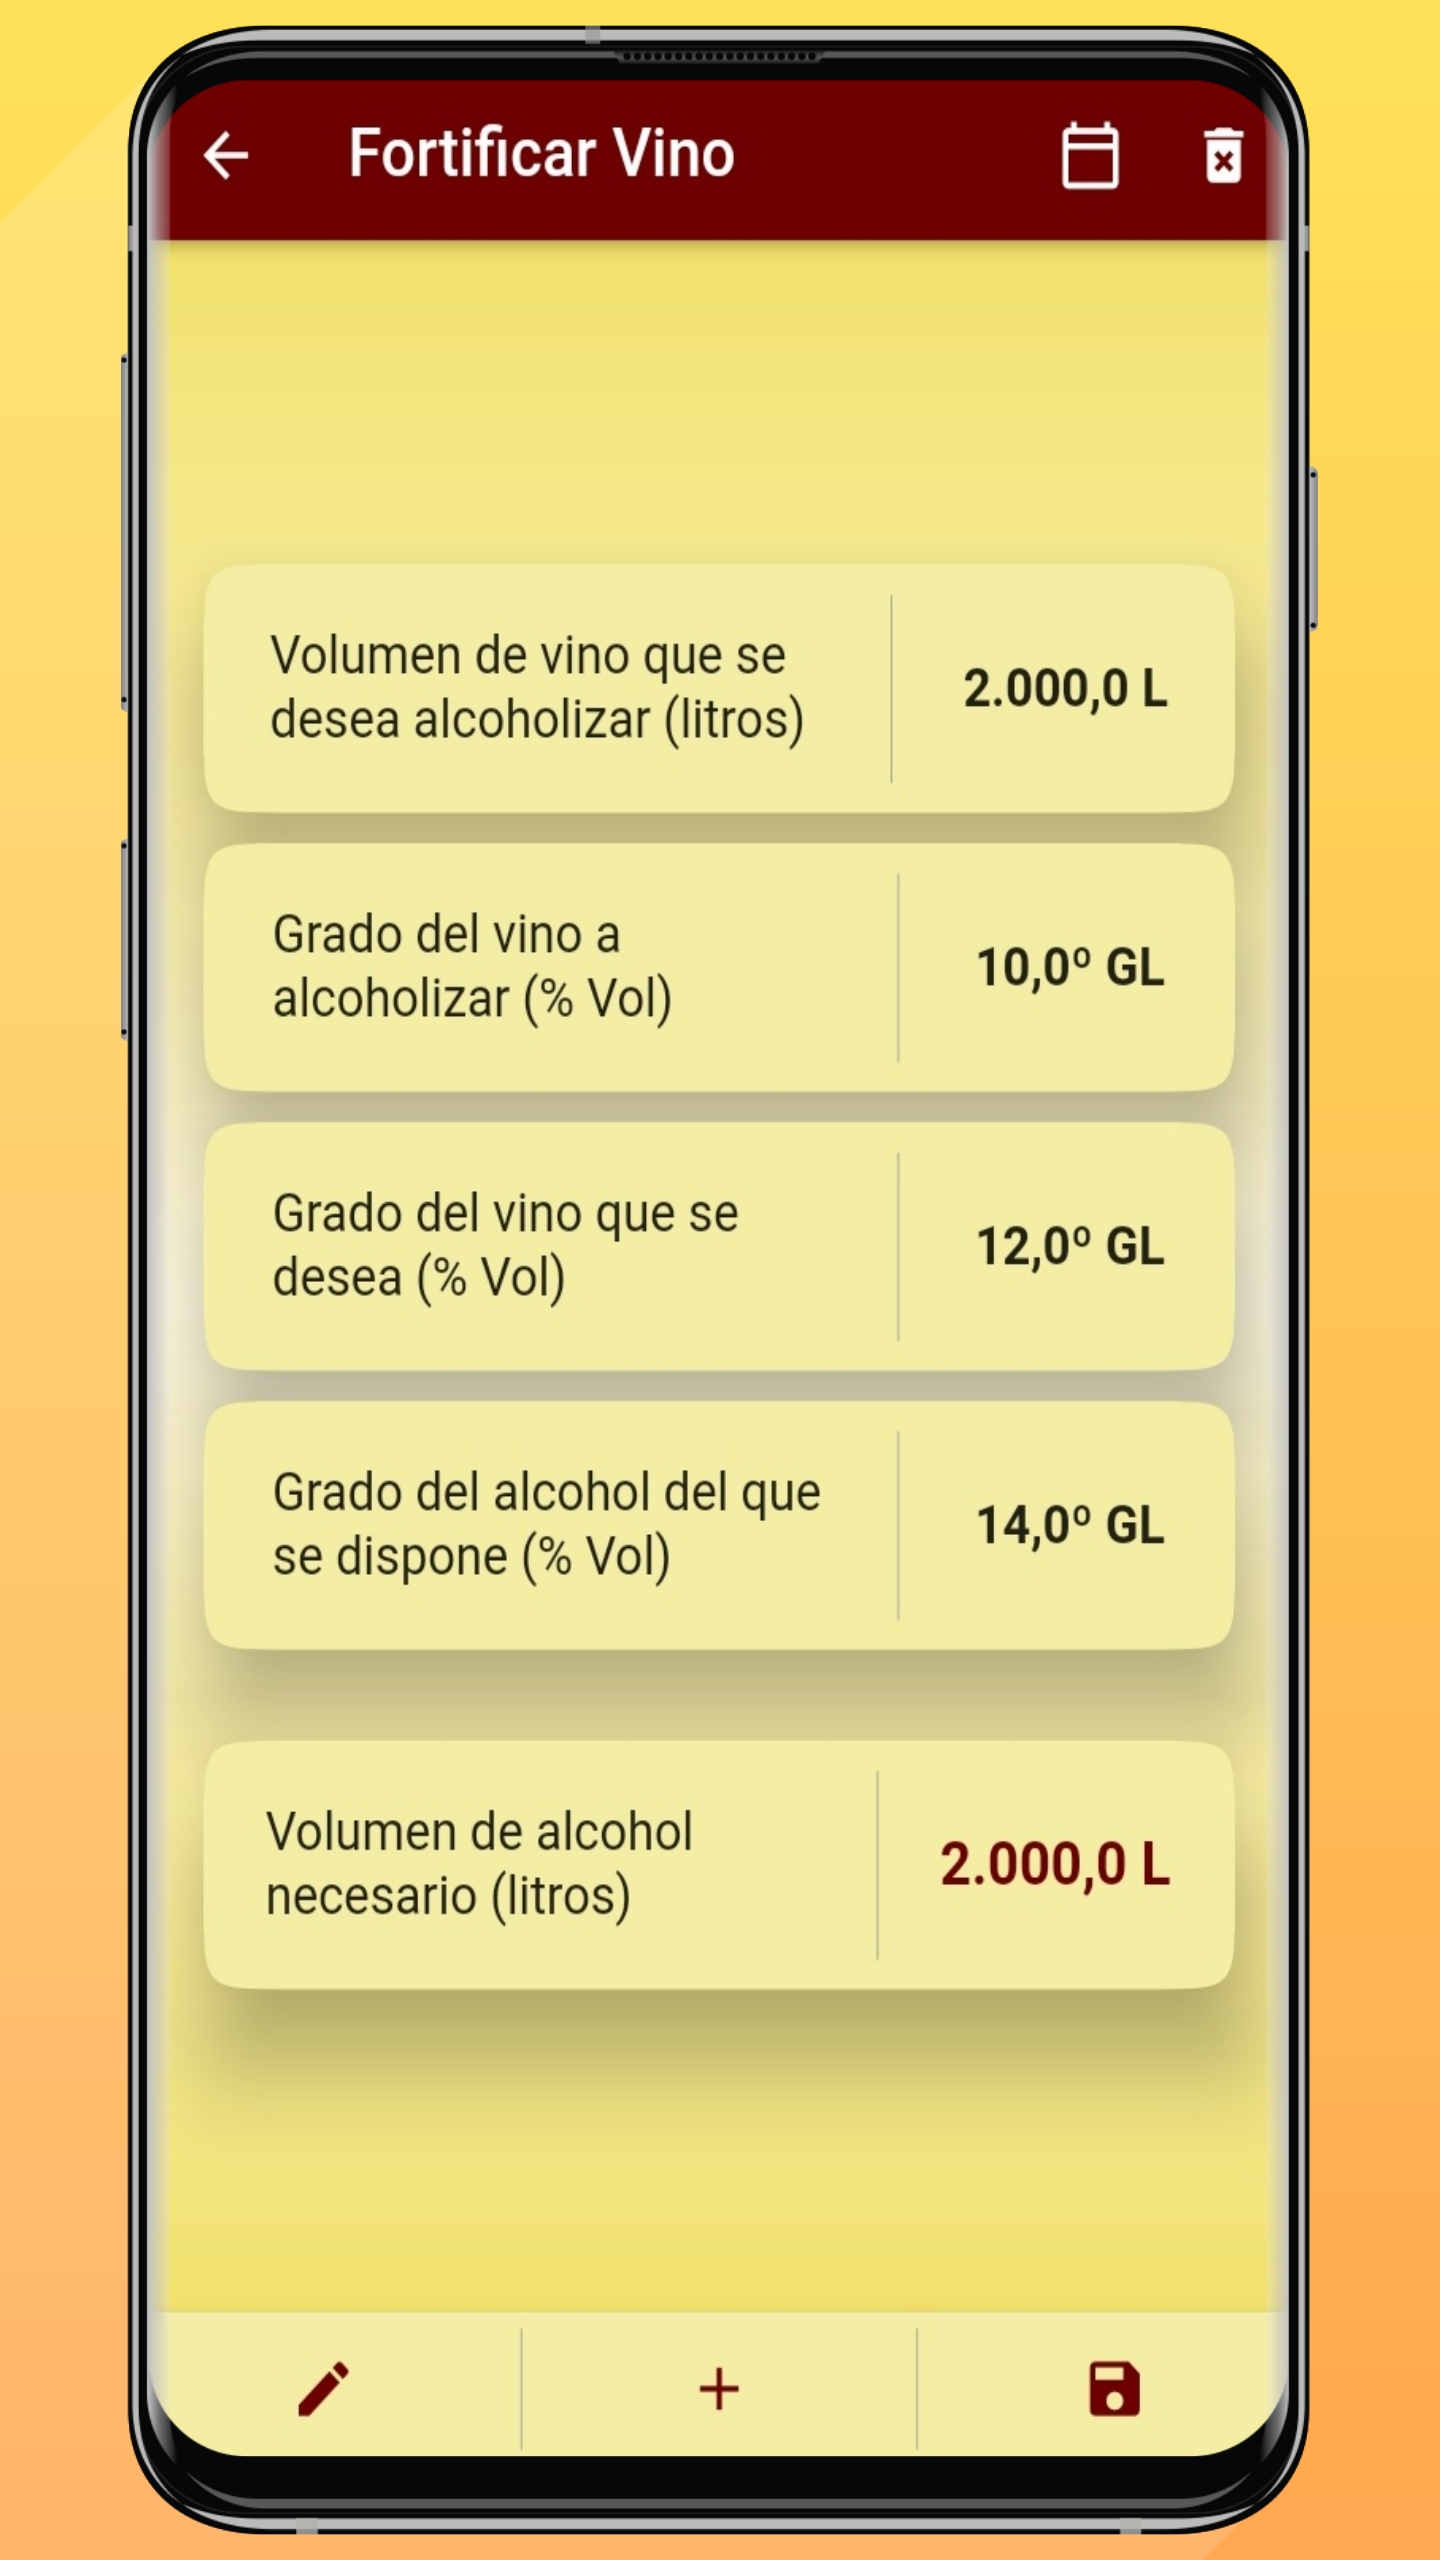 Fortificar Vino
Volumen de vino que se
desea alcoholizar (litros)
2.000,0 L
Grado del vino a
alcoholizar (% Vol)
10,0º GL
Grado del vino que se
desea (% Vol)
12,0º GL
Grado del alcohol del que
se dispone (% Vol)
14,0º GL
Volumen de alcohol
necesario (litros)
2.000,0 L